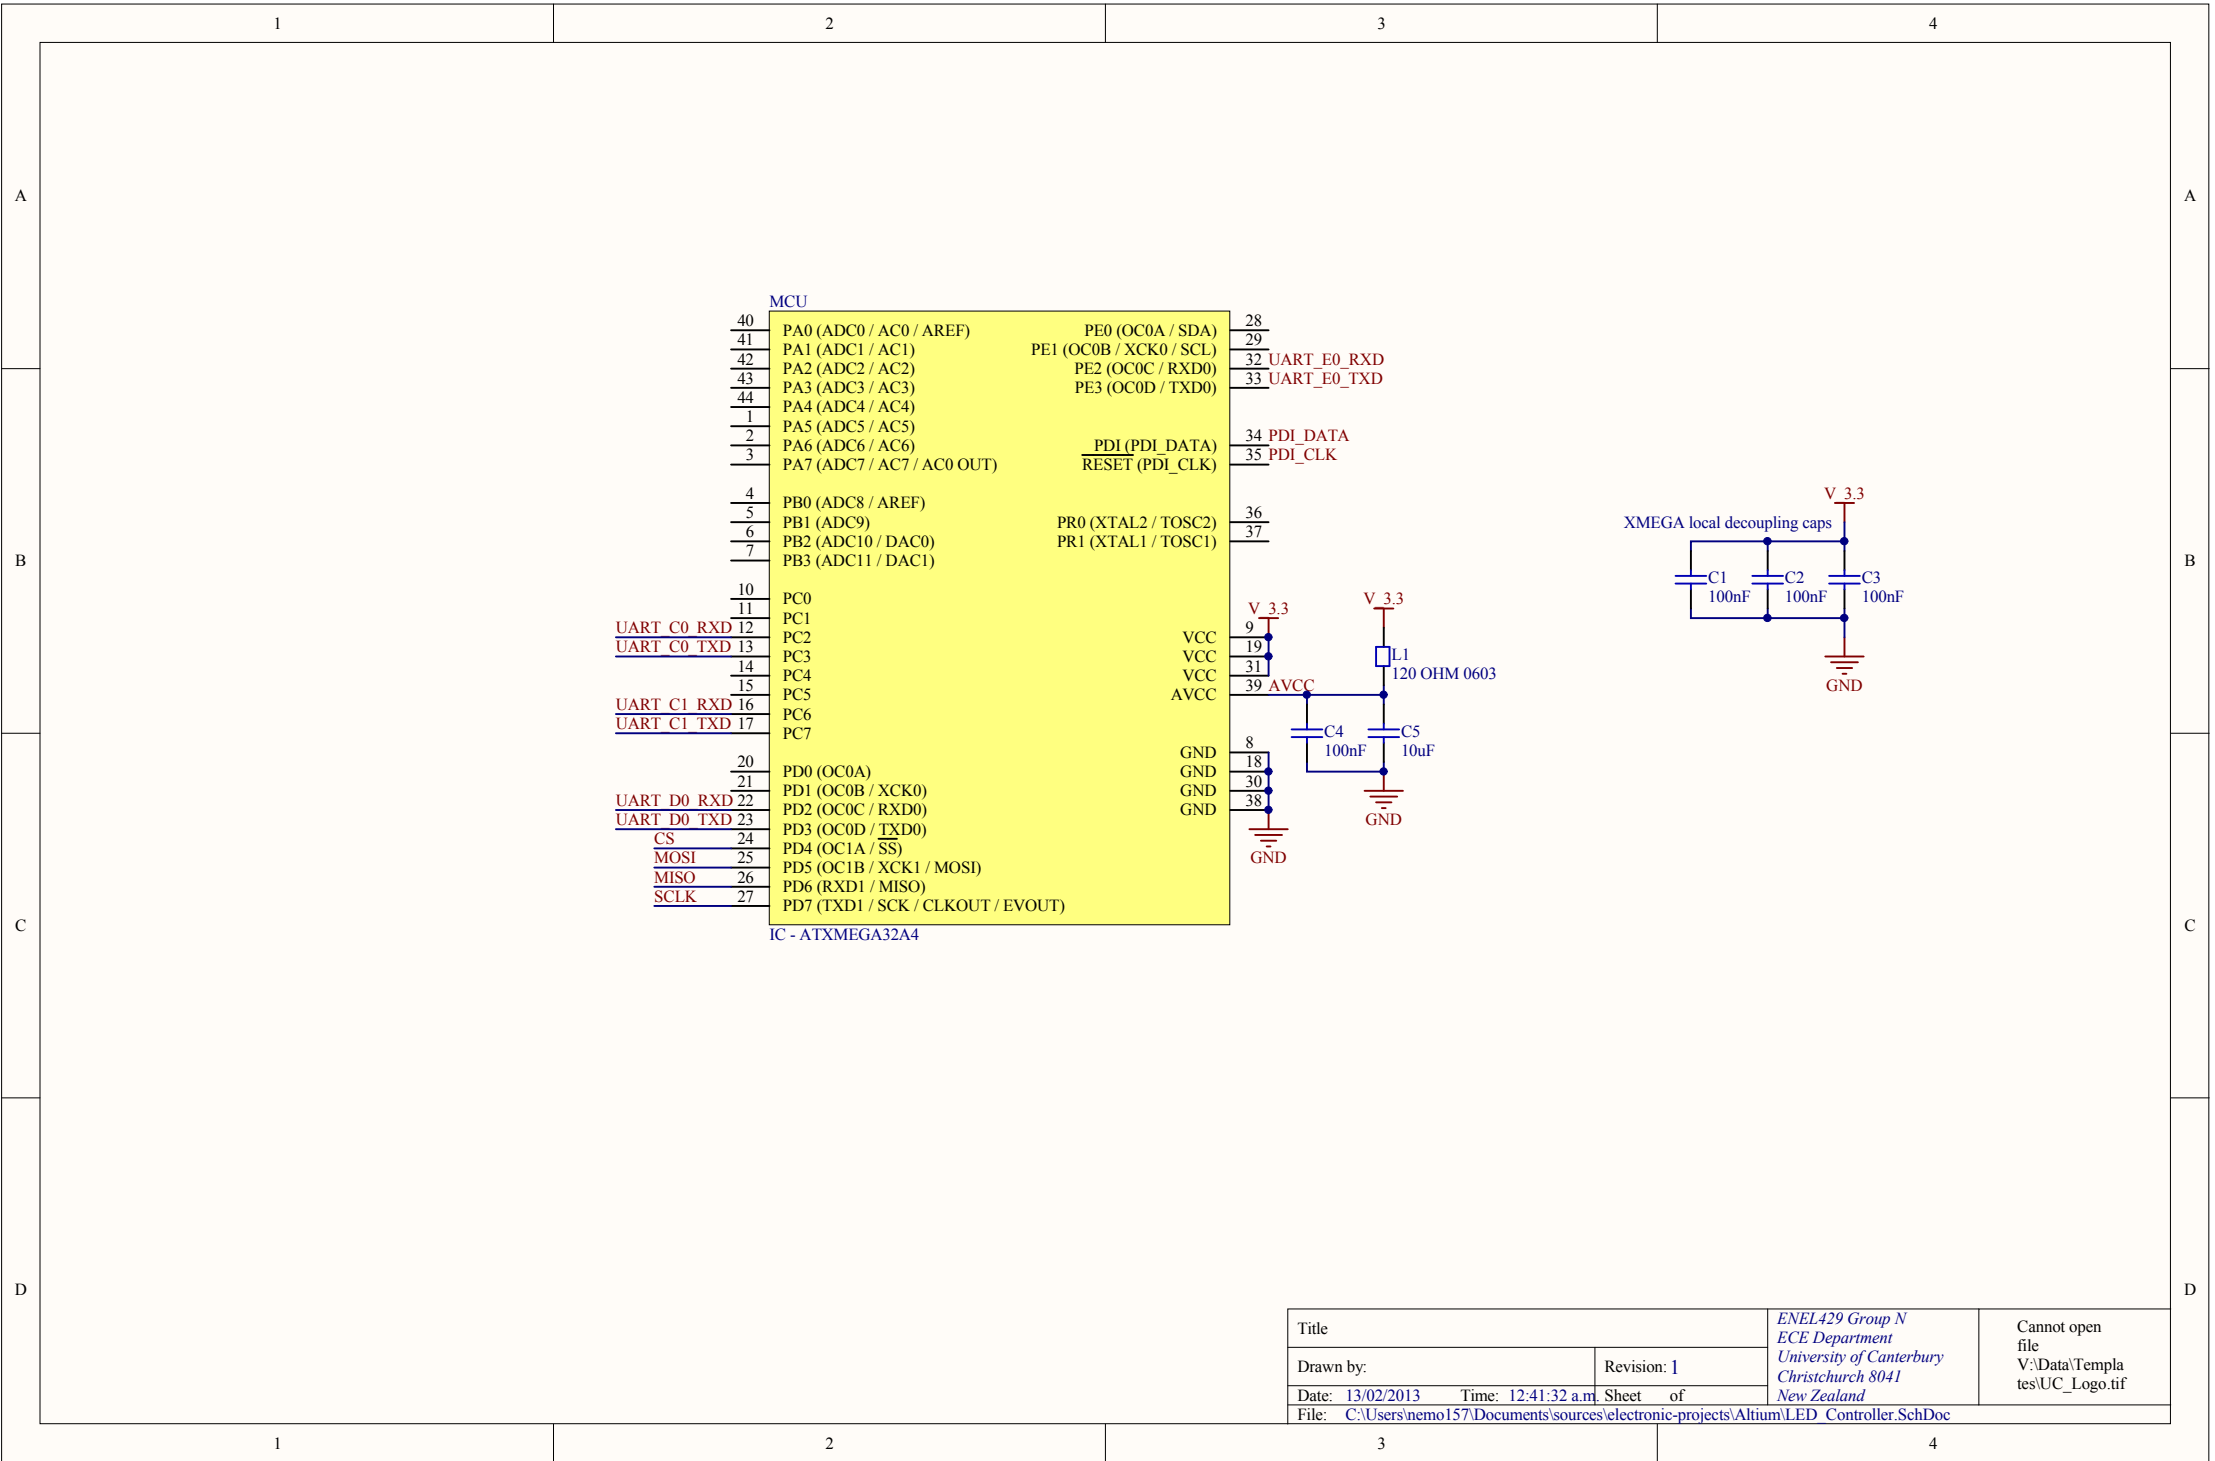 1 2 3 4
A A
B B
C C
D D
MCU
40 PA0 (ADC0 / AC0 / AREF)
41 PA1 (ADC1 / AC1)
42 PA2 (ADC2 / AC2)
43 PA3 (ADC3 / AC3)
44 PA4 (ADC4 / AC4)
1 PA5 (ADC5 / AC5)
2 PA6 (ADC6 / AC6)
3 PA7 (ADC7 / AC7 / AC0 OUT)
4 PB0 (ADC8 / AREF)
5 PB1 (ADC9)
6 PB2 (ADC10 / DAC0)
7 PB3 (ADC11 / DAC1)
10 PC0
11 PC1
UART_C0_RXD 12 PC2
UART_C0_TXD 13 PC3
14 PC4
15 PC5
UART_C1_RXD 16 PC6
UART_C1_TXD 17 PC7
20 PD0 (OC0A)
21 PD1 (OC0B / XCK0)
UART_D0_RXD 22 PD2 (OC0C / RXD0)
UART_D0_TXD 23 PD3 (OC0D / TXD0)
CS 24 PD4 (OC1A / SS)
MOSI 25 PD5 (OC1B / XCK1 / MOSI)
MISO 26 PD6 (RXD1 / MISO)
SCLK 27 PD7 (TXD1 / SCK / CLKOUT / EVOUT)
PE0 (OC0A / SDA) 28
PE1 (OC0B / XCK0 / SCL) 29
PE2 (OC0C / RXD0) 32 UART_E0_RXD
PE3 (OC0D / TXD0) 33 UART_E0_TXD
PDI (PDI_DATA) 34 PDI_DATA
RESET (PDI_CLK) 35 PDI_CLK
PR0 (XTAL2 / TOSC2) 36
PR1 (XTAL1 / TOSC1) 37
V_3.3
VCC 9
VCC 19
VCC 31
AVCC 39 AVCC
GND 8
GND 18
GND 30
GND 38
GND
IC - ATXMEGA32A4
V_3.3
L1
120 OHM 0603
C4
100nF
C5
10uF
GND
V_3.3
XMEGA local decoupling caps
C1
100nF
C2
100nF
C3
100nF
GND
Title
Drawn by:
Revision: 1
Date: 13/02/2013 Time: 12:41:32 a.m. Sheet of
File: C:\Users\nemo157\Documents\sources\electronic-projects\Altium\LED_Controller.SchDoc
ENEL429 Group N
ECE Department
University of Canterbury
Christchurch 8041
New Zealand
Cannot open
file
V:\Data\Templa
tes\UC_Logo.tif
1 2 3 4